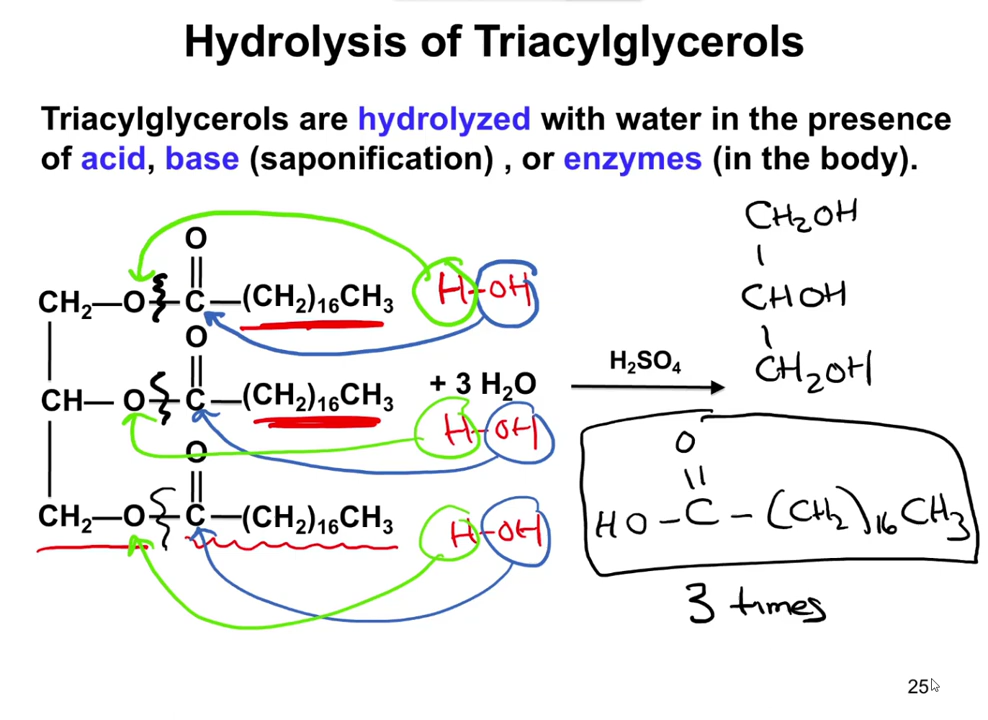 Hydrolysis of Triacylglycerols
Triacylglycerols are hydrolyzed with water in the presence
of acid, base (saponification) , or enzymes (in the body).
CH₂OH
O
CH₂—O—C—(CH₂)₁₆CH₃ H-OH
CHOH
O
H₂SO₄
CH₂OH
CH—O—C—(CH₂)₁₆CH₃ + 3 H₂O
H-OH
O
O
CH₂—O—C—(CH₂)₁₆CH₃ H-OH
HO-C-(CH₂)₁₆CH₃
3 times
25